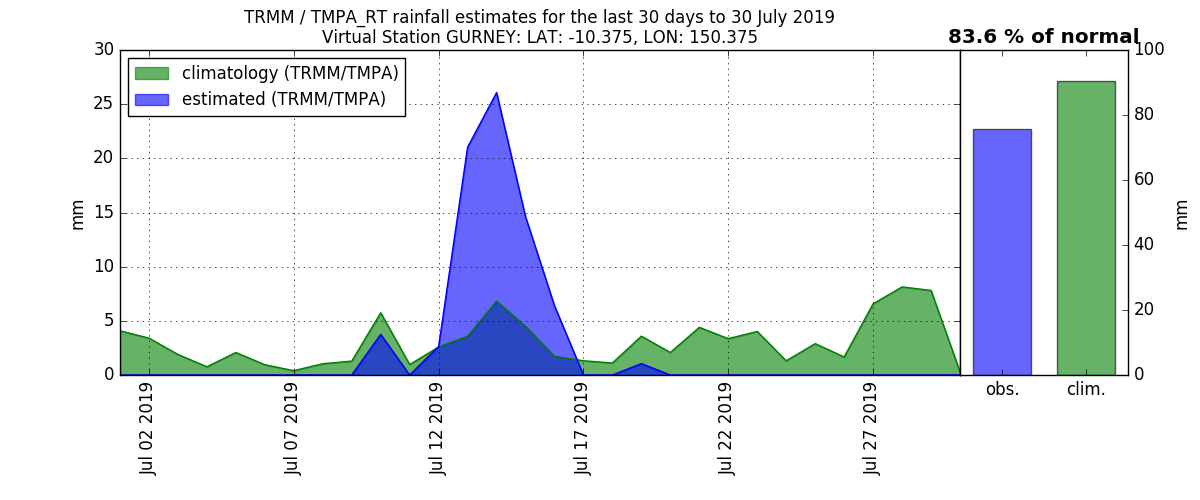 TRMM / TMPA_RT rainfall estimates for the last 30 days to 30 July 2019
Virtual Station GURNEY: LAT: -10.375, LON: 150.375
83.6 % of normal
climatology (TRMM/TMPA)
estimated (TRMM/TMPA)
30
25
20
15
10
5
0
mm
Jul 02 2019
Jul 07 2019
Jul 12 2019
Jul 17 2019
Jul 22 2019
Jul 27 2019
100
80
60
40
20
0
mm
obs.
clim.